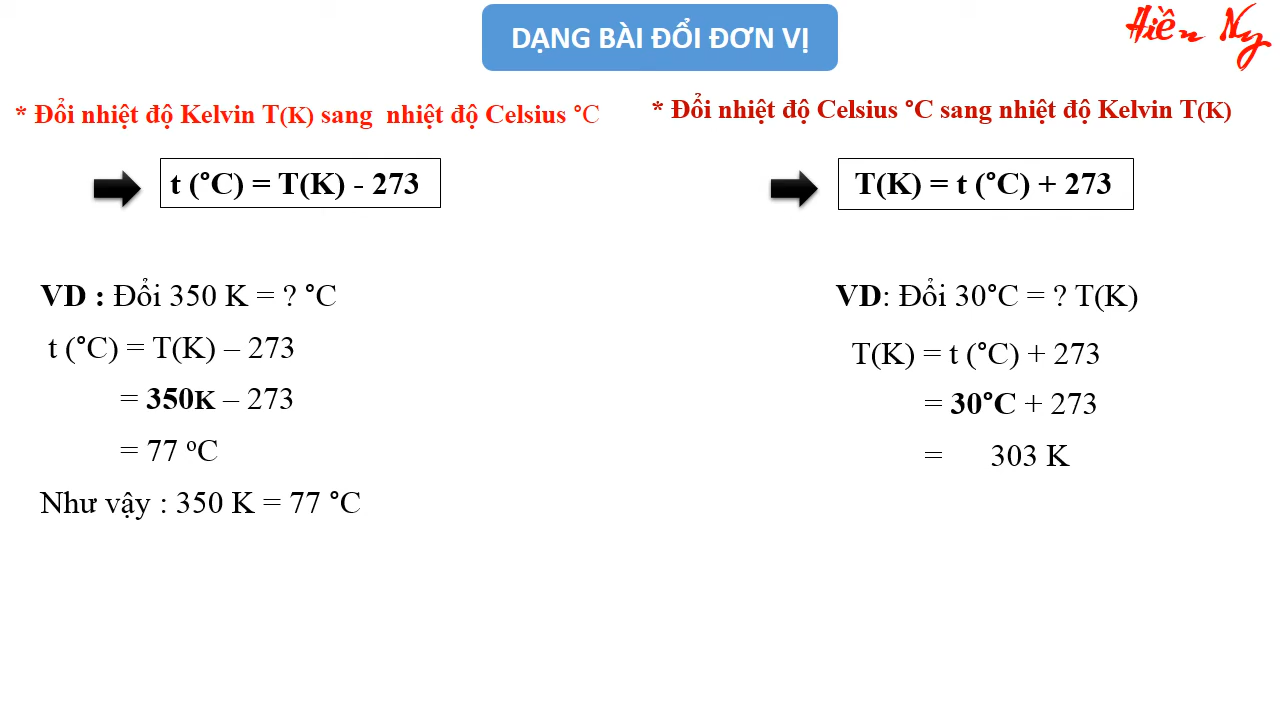 DẠNG BÀI ĐỔI ĐƠN VỊ
Hiền Ny
* Đổi nhiệt độ Kelvin T(K) sang nhiệt độ Celsius °C
t (°C) = T(K) - 273
VD : Đổi 350 K = ? °C
t (°C) = T(K) – 273
= 350K – 273
= 77 ºC
Như vậy : 350 K = 77 °C
* Đổi nhiệt độ Celsius °C sang nhiệt độ Kelvin T(K)
T(K) = t (°C) + 273
VD: Đổi 30°C = ? T(K)
T(K) = t (°C) + 273
= 30°C + 273
= 303 K